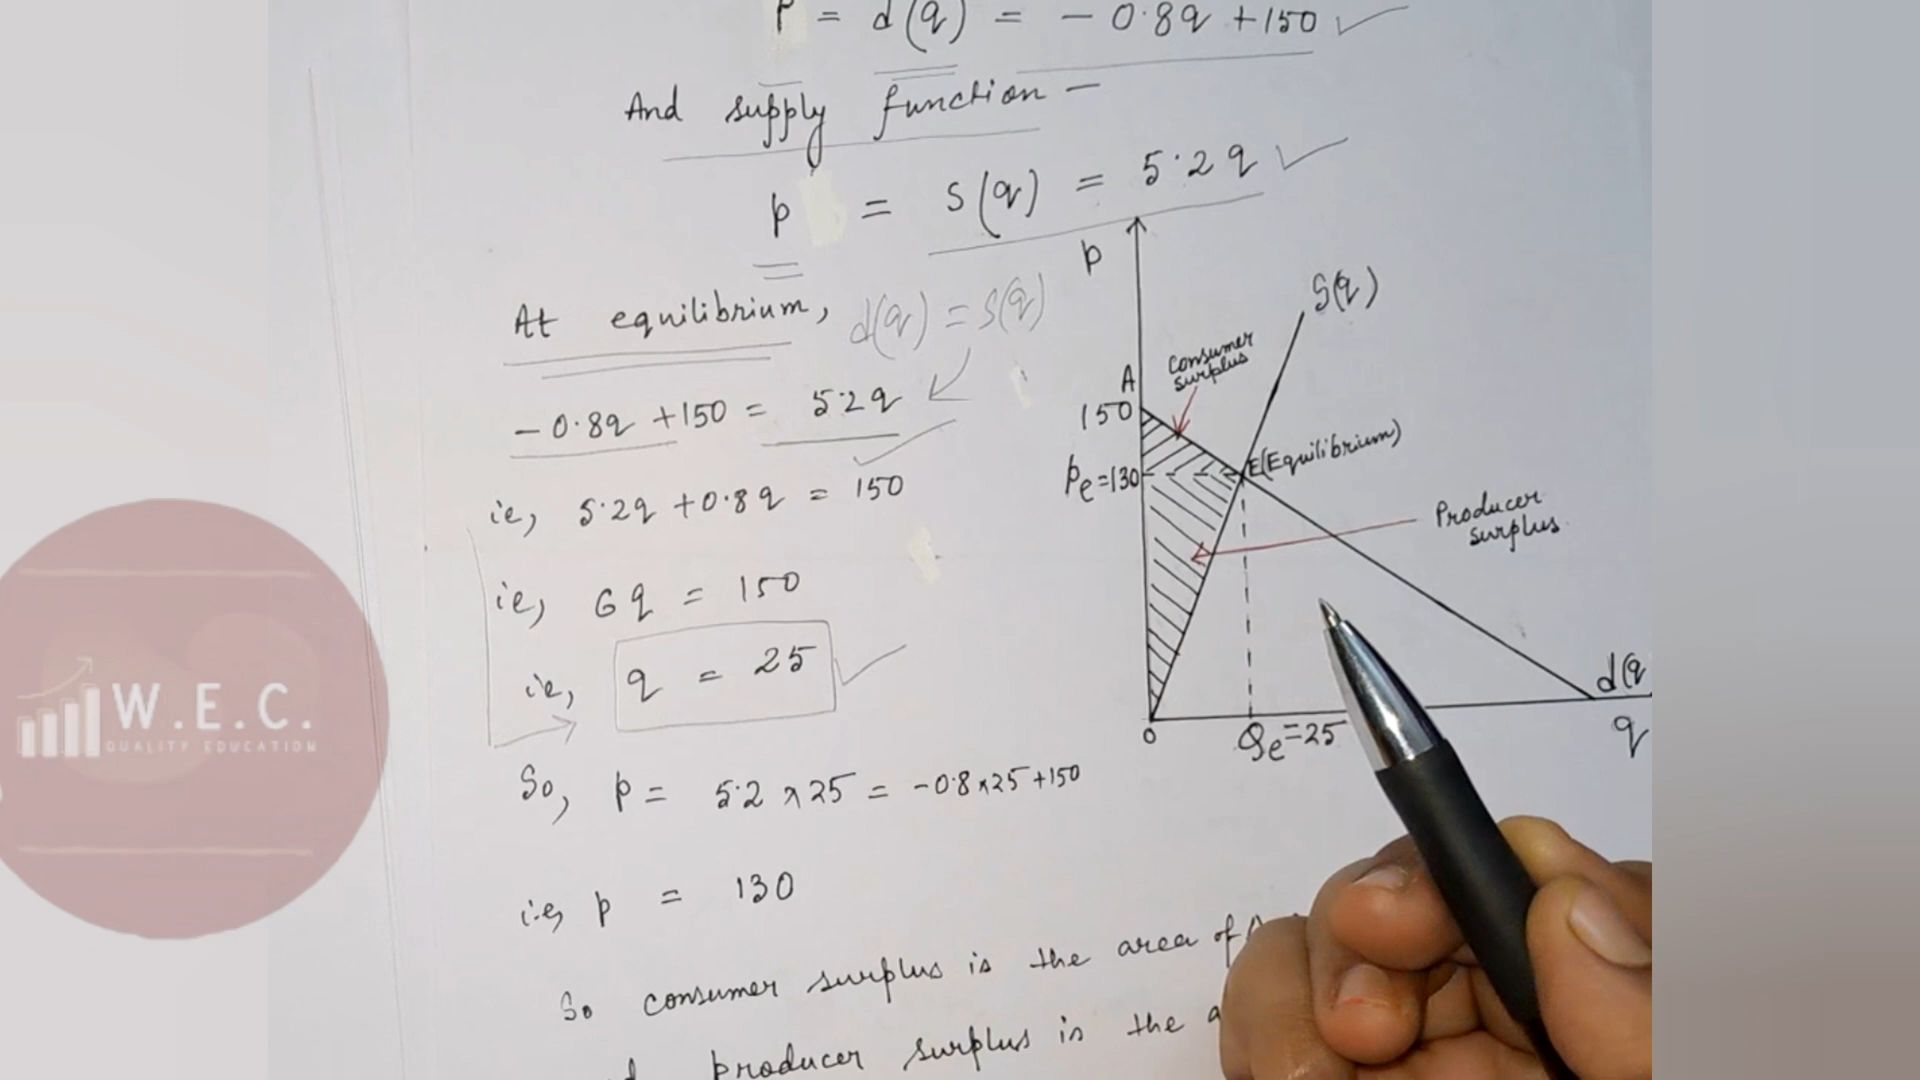 P = d(q) = - 0.8q + 150
And supply function -
p = S(q) = 5.2q
At equilibrium, d(q) = S(q)
- 0.8q + 150 = 5.2q
ie, 5.2q + 0.8q = 150
ie, 6q = 150
ie, q = 25
So, p = 5.2 × 25 = -0.8×25+150
i.e, p = 130
So consumer surplus is the area of
producer surplus is the
p
S(q)
Consumer
surplus
A
150
E(Equilibrium)
Pe=130
Producer
surplus
d(q
0
Qe=25
q
W.E.C.
QUALITY EDUCATION